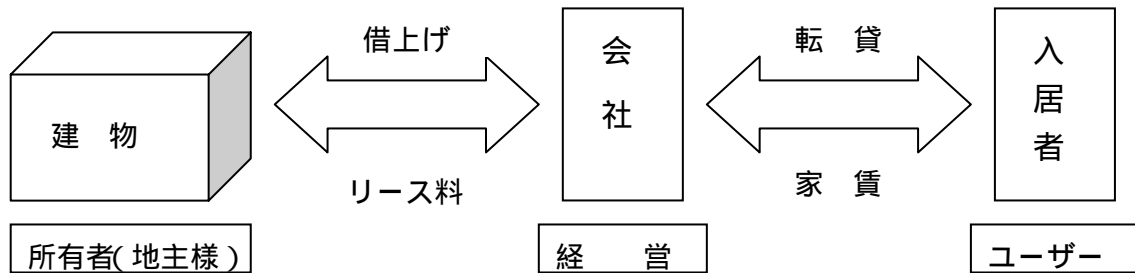 借上げ
転　貸
会社
入居者
建　物
リース料
家　賃
所有者(地主様)
経　　営
ユーザー